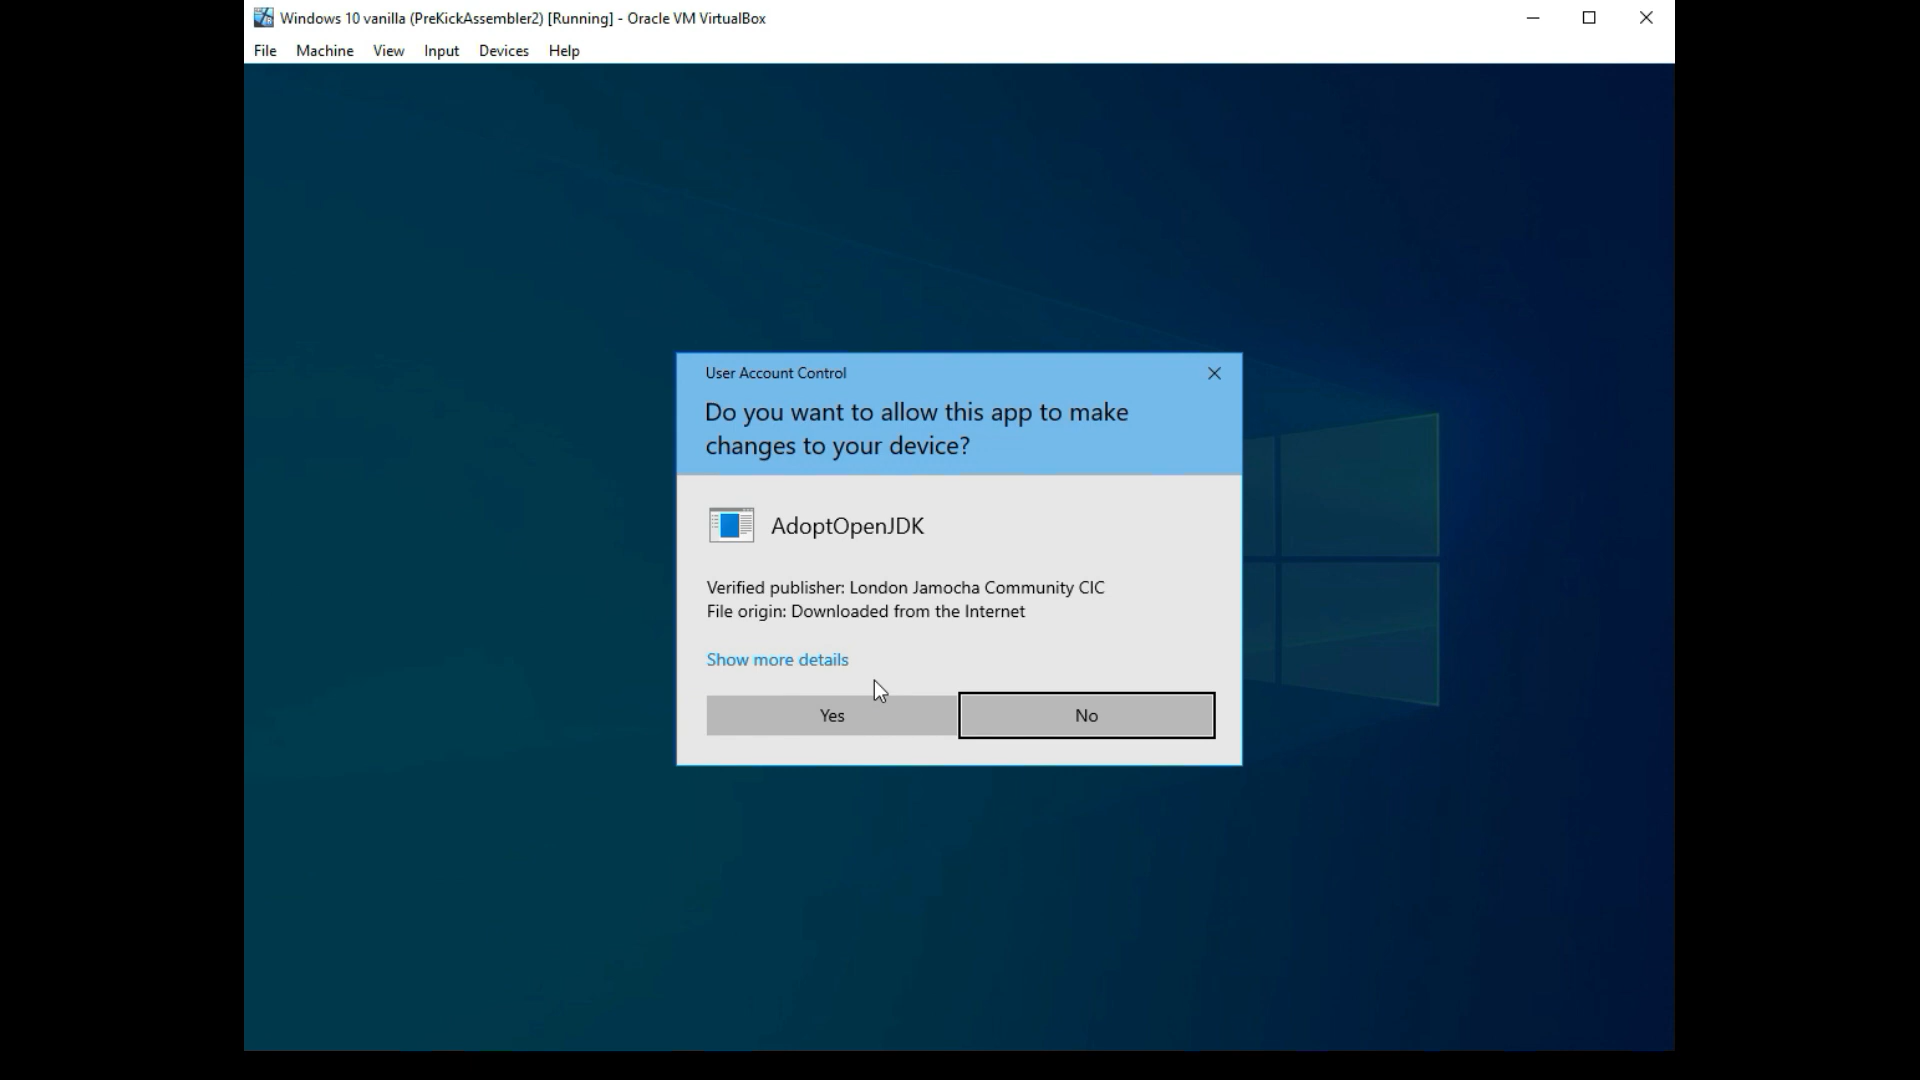 Windows 10 vanilla (PreKickAssembler2) [Running] - Oracle VM VirtualBox
File Machine View Input Devices Help
User Account Control
Do you want to allow this app to make
changes to your device?
AdoptOpenJDK
Verified publisher: London Jamocha Community CIC
File origin: Downloaded from the Internet
Show more details
Yes No